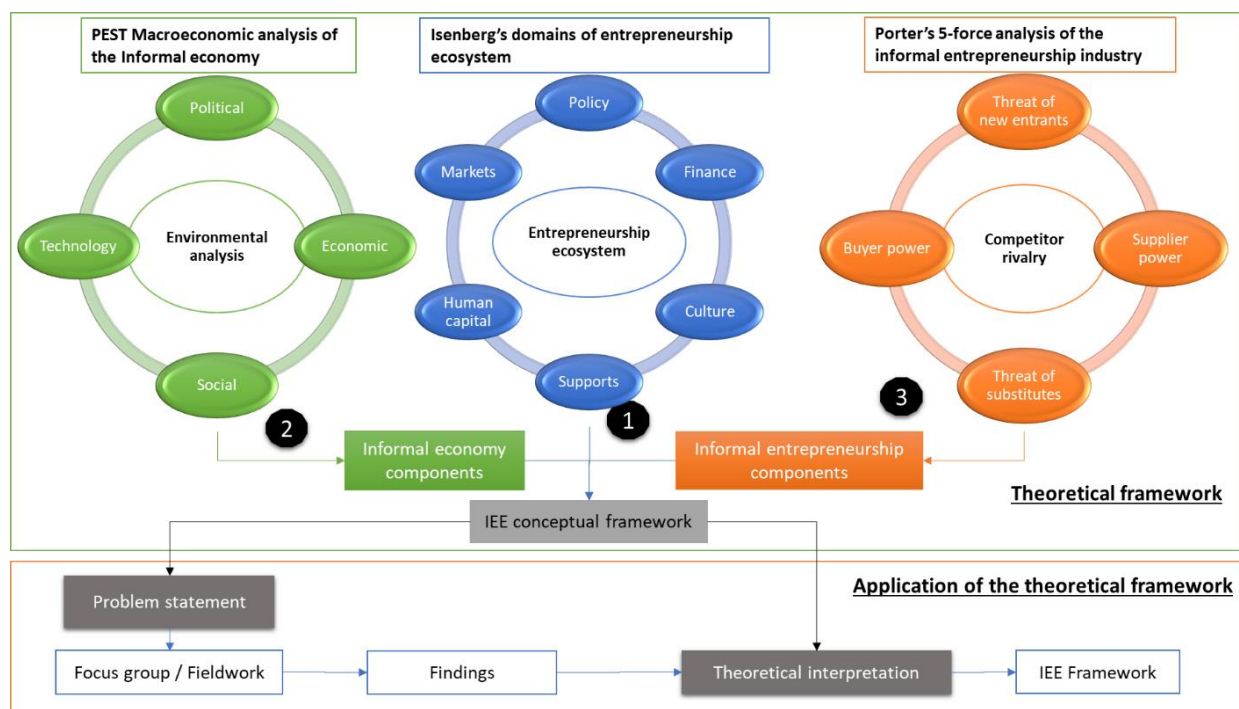 PEST Macroeconomic analysis of
the Informal economy
Political
Technology
Environmental
analysis
Economic
Social
2
Isenberg's domains of entrepreneurship
ecosystem
Policy
Markets
Finance
Entrepreneurship
ecosystem
Human
capital
Culture
Supports
1
Porter's 5-force analysis of the
informal entrepreneurship industry
Threat of
new entrants
Buyer power
Competitor
rivalry
Supplier
power
Threat of
substitutes
3
Informal economy
components
Informal entrepreneurship
components
Theoretical framework
IEE conceptual framework
Application of the theoretical framework
Problem statement
Focus group / Fieldwork
Findings
Theoretical interpretation
IEE Framework